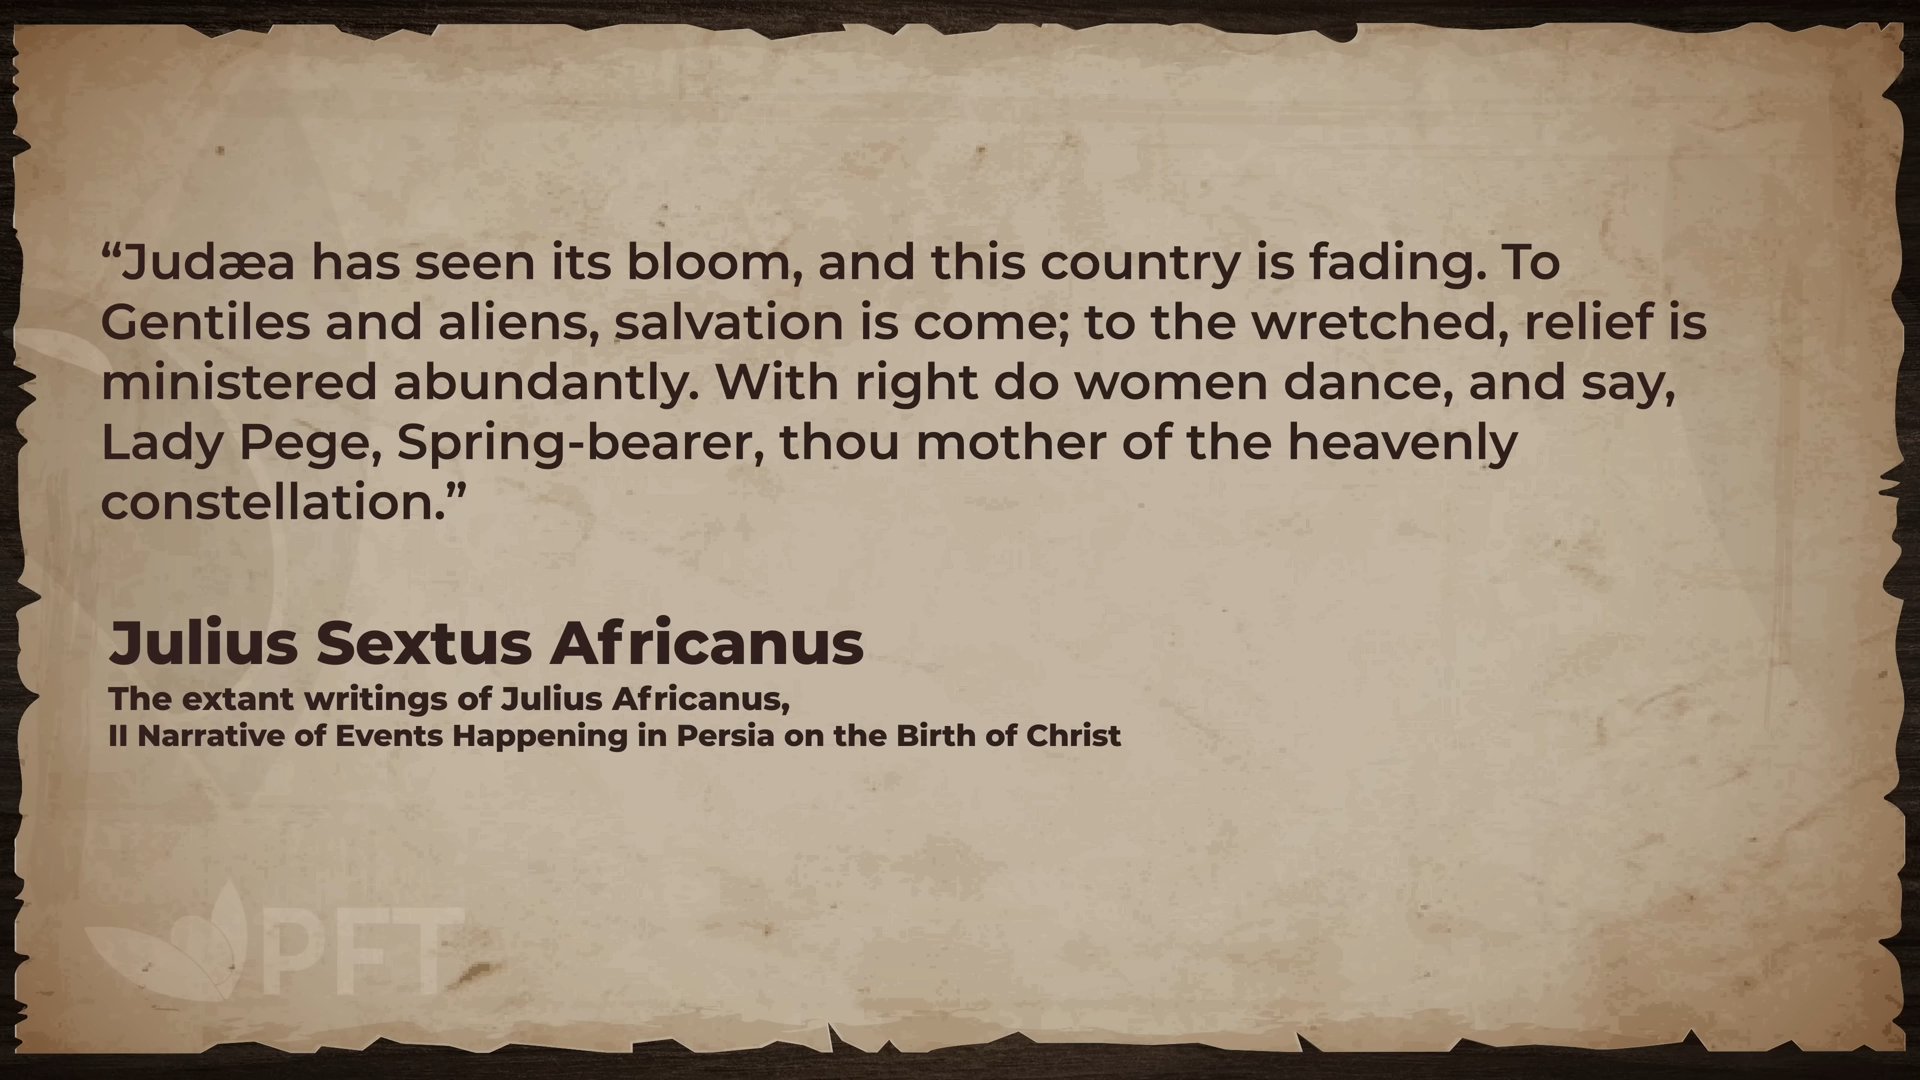 “Judæa has seen its bloom, and this country is fading. To
Gentiles and aliens, salvation is come; to the wretched, relief is
ministered abundantly. With right do women dance, and say,
Lady Pege, Spring-bearer, thou mother of the heavenly
constellation.”
Julius Sextus Africanus
The extant writings of Julius Africanus,
II Narrative of Events Happening in Persia on the Birth of Christ
PFT